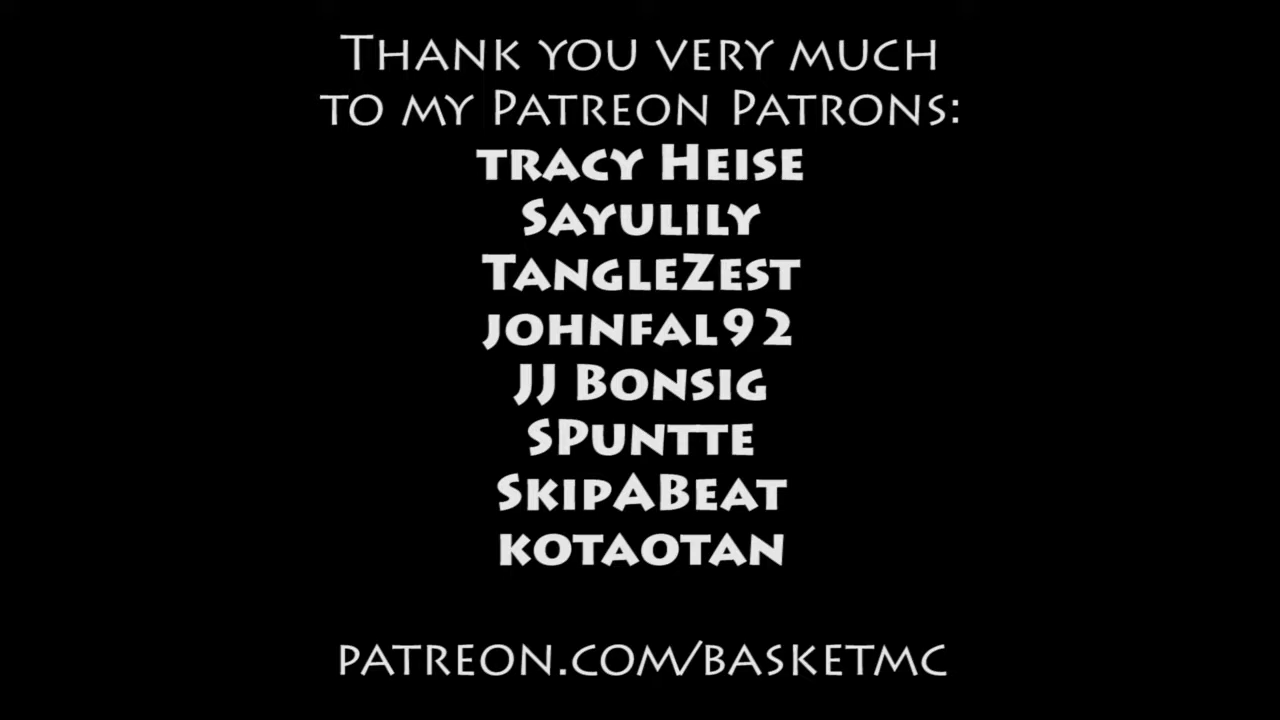 Thank you very much
to my Patreon Patrons:
tracy Heise
Sayulily
TangleZest
johnfal92
JJ Bonsig
SPuntte
SkipABeat
kotaotan
patreon.com/basketmc